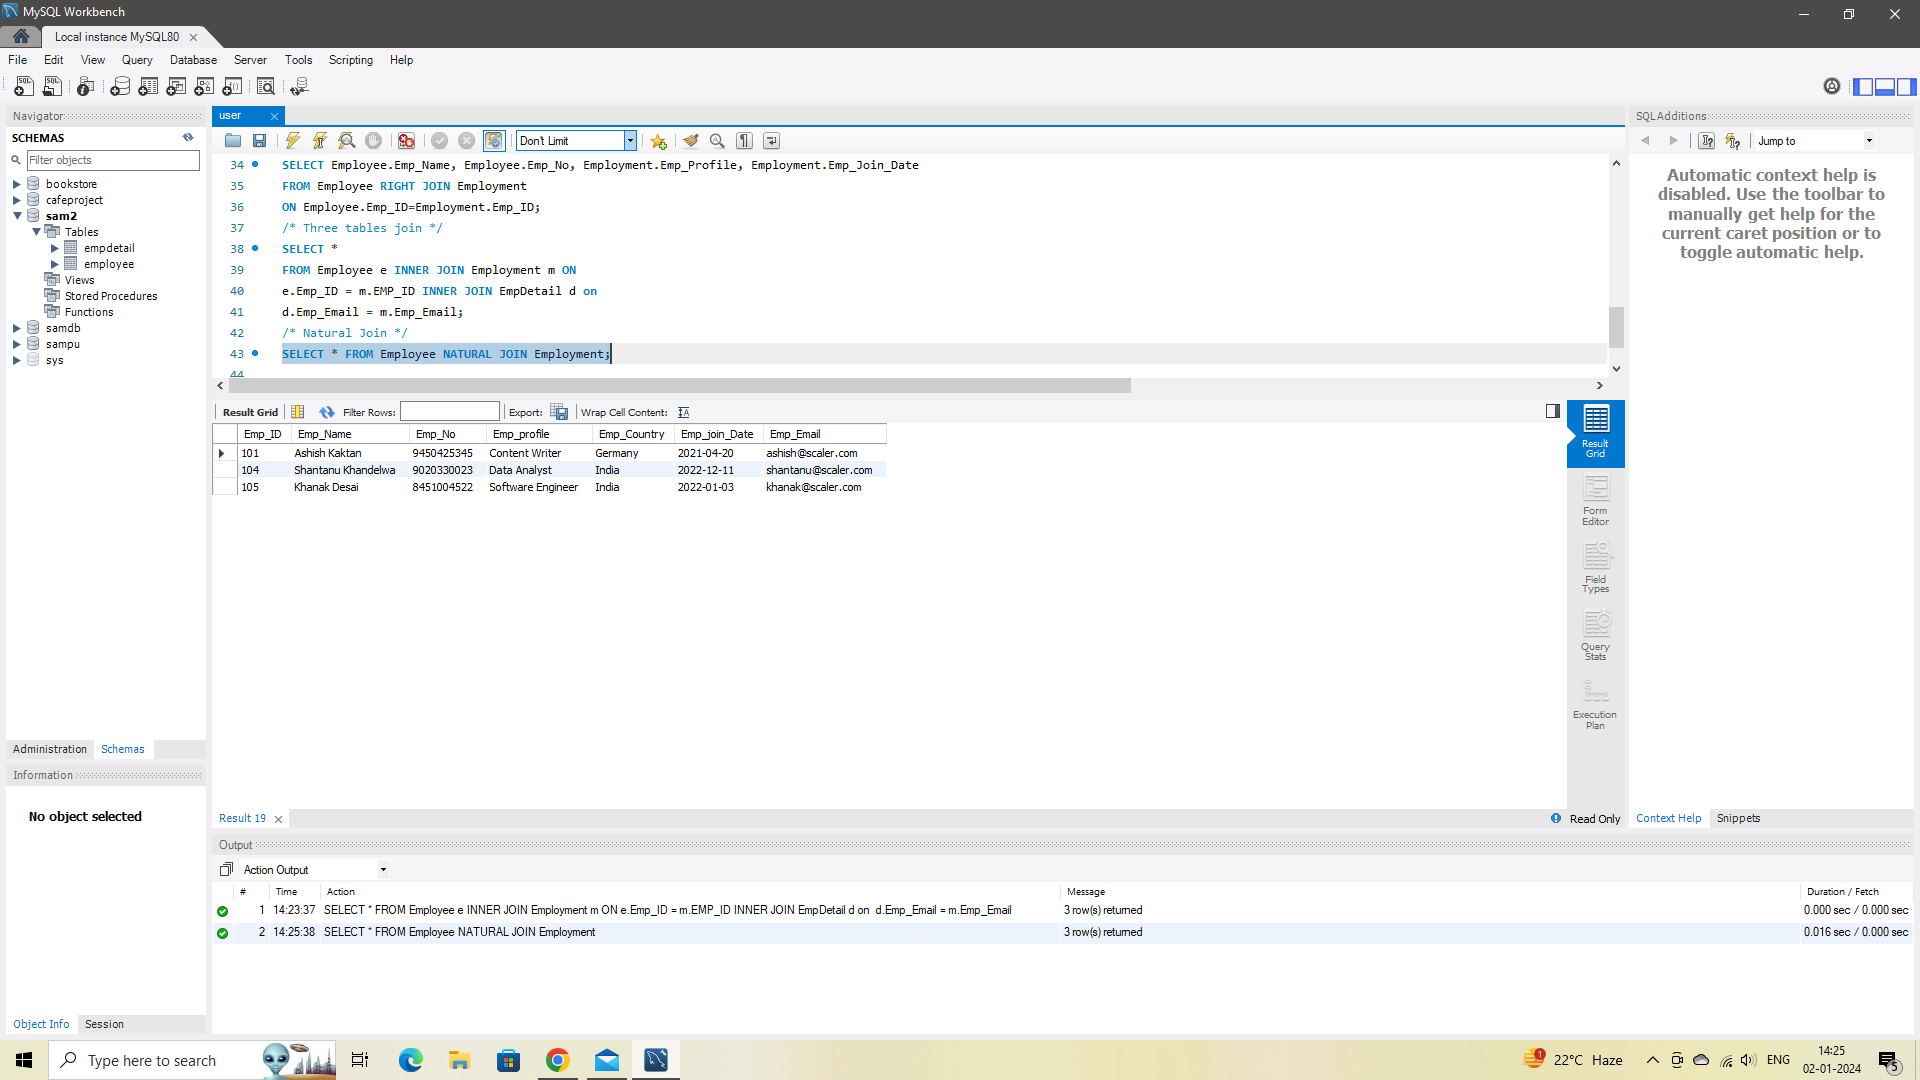 MySQL Workbench
Local instance MySQL80
File Edit View Query Database Server Tools Scripting Help
Navigator
SCHEMAS
Filter objects
bookstore
cafeproject
sam2
Tables
empdetail
employee
Views
Stored Procedures
Functions
samdb
sampu
sys
Administration Schemas
Information
No object selected
Object Info Session
user
Don't Limit
34 SELECT Employee.Emp_Name, Employee.Emp_No, Employment.Emp_Profile, Employment.Emp_Join_Date
35 FROM Employee RIGHT JOIN Employment
36 ON Employee.Emp_ID=Employment.Emp_ID;
37 /* Three tables join */
38 SELECT *
39 FROM Employee e INNER JOIN Employment m ON
40 e.Emp_ID = m.EMP_ID INNER JOIN EmpDetail d on
41 d.Emp_Email = m.Emp_Email;
42 /* Natural Join */
43 SELECT * FROM Employee NATURAL JOIN Employment;
44
Result Grid Filter Rows: Export: Wrap Cell Content:
Emp_ID Emp_Name Emp_No Emp_profile Emp_Country Emp_join_Date Emp_Email
101 Ashish Kaktan 9450425345 Content Writer Germany 2021-04-20 ashish@scaler.com
104 Shantanu Khandelwa 9020330023 Data Analyst India 2022-12-11 shantanu@scaler.com
105 Khanak Desai 8451004522 Software Engineer India 2022-01-03 khanak@scaler.com
Result Grid
Form Editor
Field Types
Query Stats
Execution Plan
Result 19
Read Only
SQLAdditions
Jump to
Automatic context help is
disabled. Use the toolbar to
manually get help for the
current caret position or to
toggle automatic help.
Context Help Snippets
Output
Action Output
# Time Action Message Duration / Fetch
1 14:23:37 SELECT * FROM Employee e INNER JOIN Employment m ON e.Emp_ID = m.EMP_ID INNER JOIN EmpDetail d on d.Emp_Email = m.Emp_Email 3 row(s) returned 0.000 sec / 0.000 sec
2 14:25:38 SELECT * FROM Employee NATURAL JOIN Employment 3 row(s) returned 0.016 sec / 0.000 sec
Type here to search
1
22°C Haze
ENG
14:25
02-01-2024
5